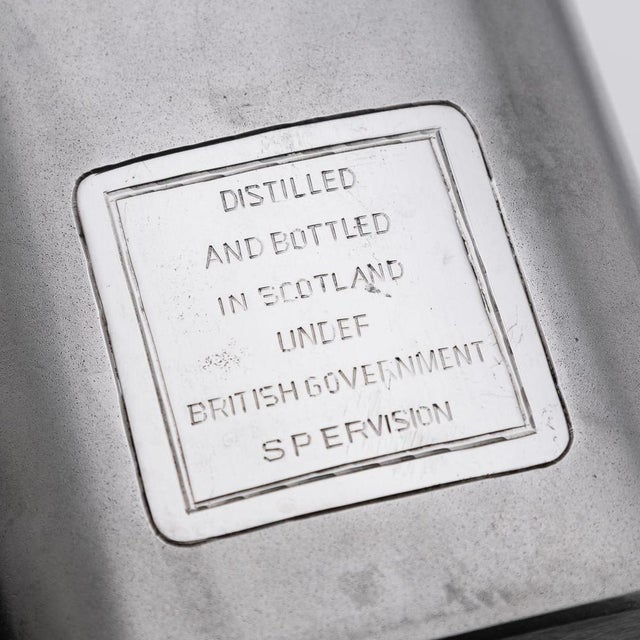 DISTILLED
AND BOTTLED
IN SCOTLAND
UNDEF
BRITISH GOVERNMENT
SPERVISION